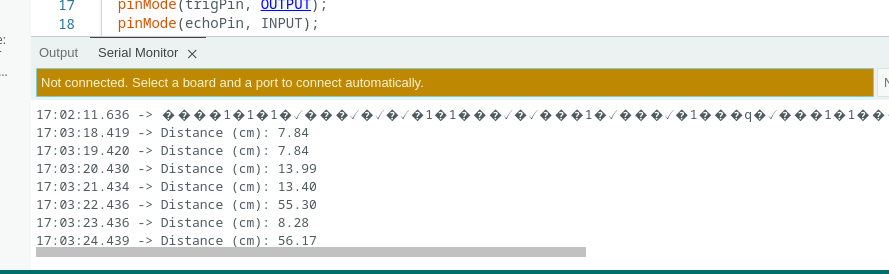 17 pinMode(trigPin, OUTPUT);
18 pinMode(echoPin, INPUT);
Output Serial Monitor ×
Not connected. Select a board and a port to connect automatically.
17:02:11.636 -> ����1�1�1�✓���✓�✓�✓�1�1���✓�✓���1�✓���✓�1���q�✓���1�1��
17:03:18.419 -> Distance (cm): 7.84
17:03:19.420 -> Distance (cm): 7.84
17:03:20.430 -> Distance (cm): 13.99
17:03:21.434 -> Distance (cm): 13.40
17:03:22.436 -> Distance (cm): 55.30
17:03:23.436 -> Distance (cm): 8.28
17:03:24.439 -> Distance (cm): 56.17